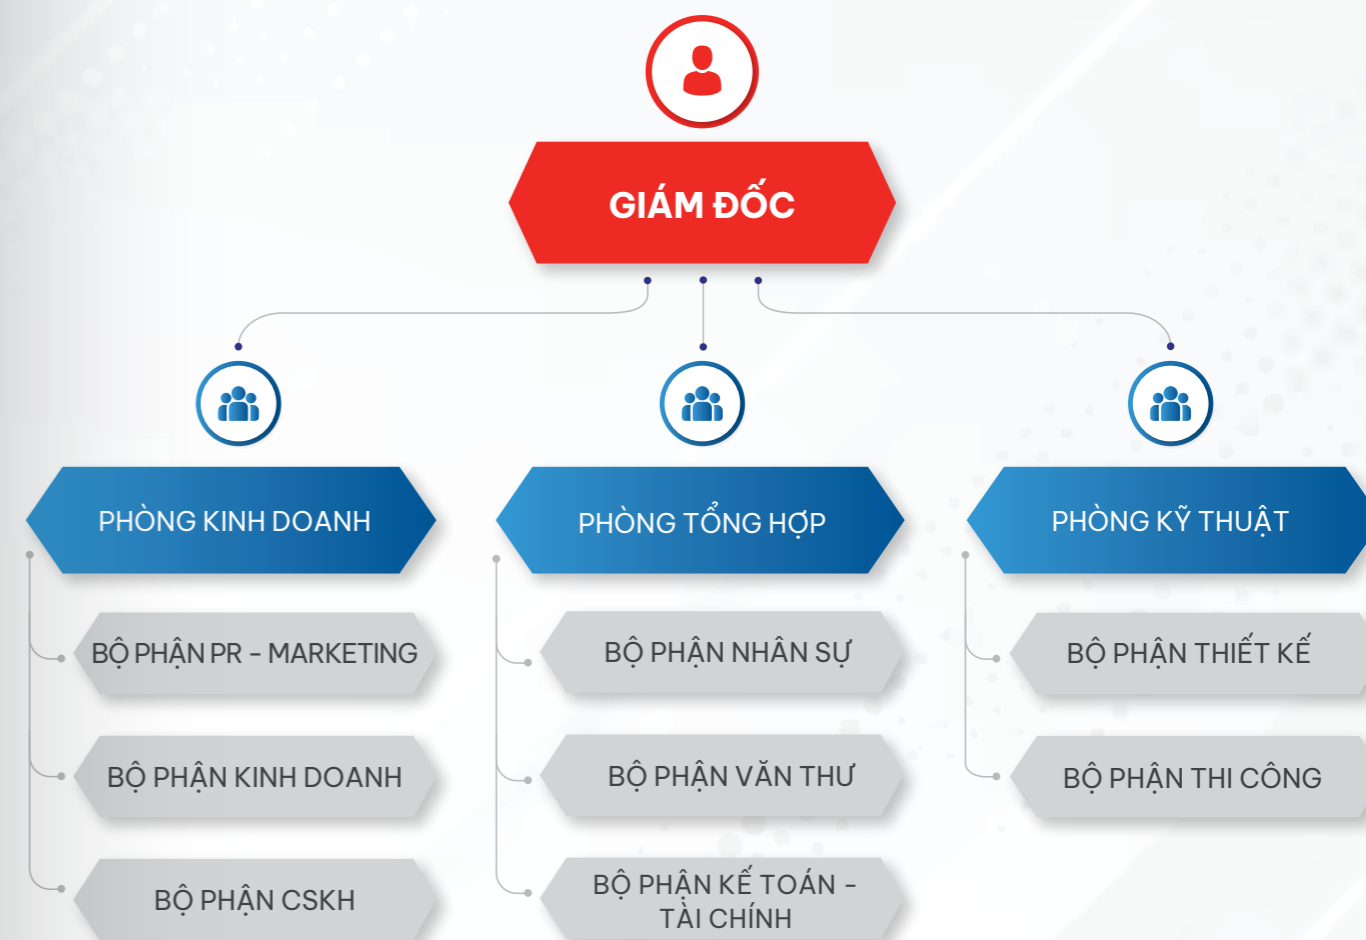 GIÁM ĐỐC
PHÒNG KINH DOANH
PHÒNG TỔNG HỢP
PHÒNG KỸ THUẬT
BỘ PHẬN PR - MARKETING
BỘ PHẬN NHÂN SỰ
BỘ PHẬN THIẾT KẾ
BỘ PHẬN KINH DOANH
BỘ PHẬN VĂN THƯ
BỘ PHẬN THI CÔNG
BỘ PHẬN CSKH
BỘ PHẬN KẾ TOÁN -
TÀI CHÍNH